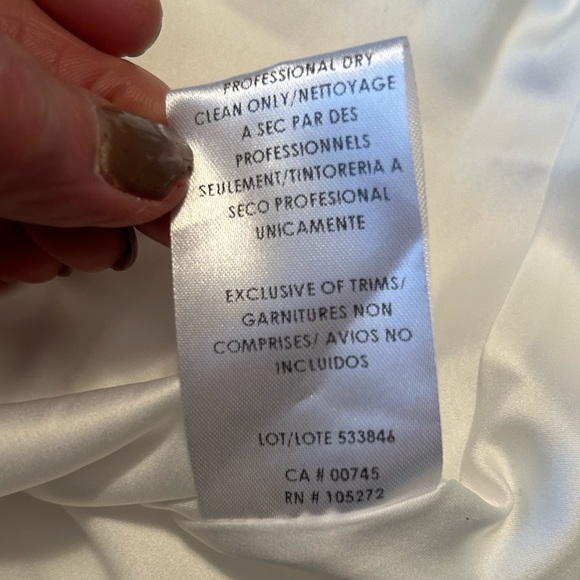 PROFESSIONAL DRY
CLEAN ONLY/NETTOYAGE
A SEC PAR DES
PROFESSIONNELS
SEULEMENT/TINTORERIA A
SECO PROFESIONAL
UNICAMENTE
EXCLUSIVE OF TRIMS/
GARNITURES NON
COMPRISES/ AVIOS NO
INCLUIDOS
LOT/LOTE 533846
CA # 00745
RN # 105272